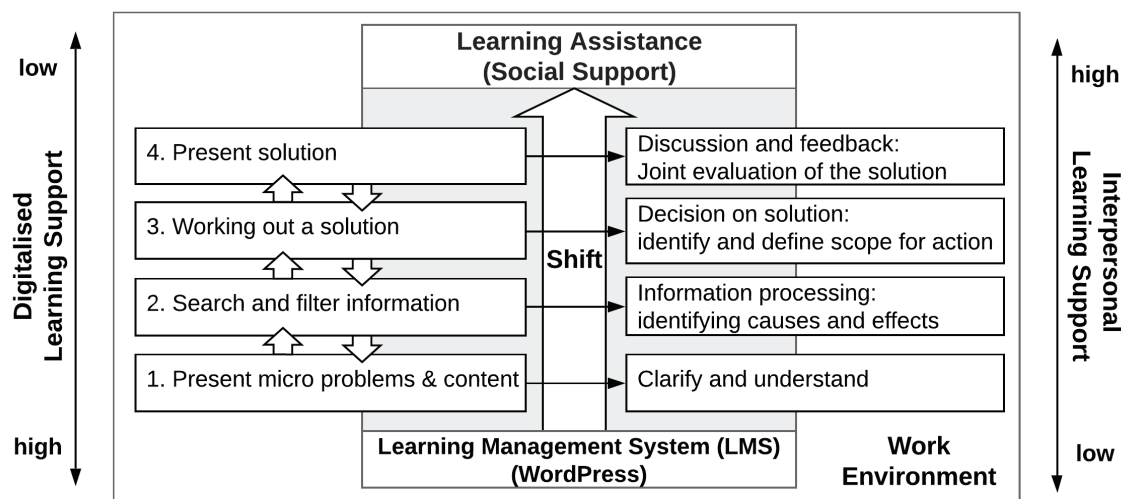 Learning Assistance
(Social Support)
low
high
Digitalised
Learning Support
4. Present solution
Discussion and feedback:
Joint evaluation of the solution
3. Working out a solution
Decision on solution:
identify and define scope for action
Shift
2. Search and filter information
Information processing:
identifying causes and effects
1. Present micro problems & content
Clarify and understand
Interpersonal
Learning Support
high
Learning Management System (LMS)
(WordPress)
Work
Environment
low